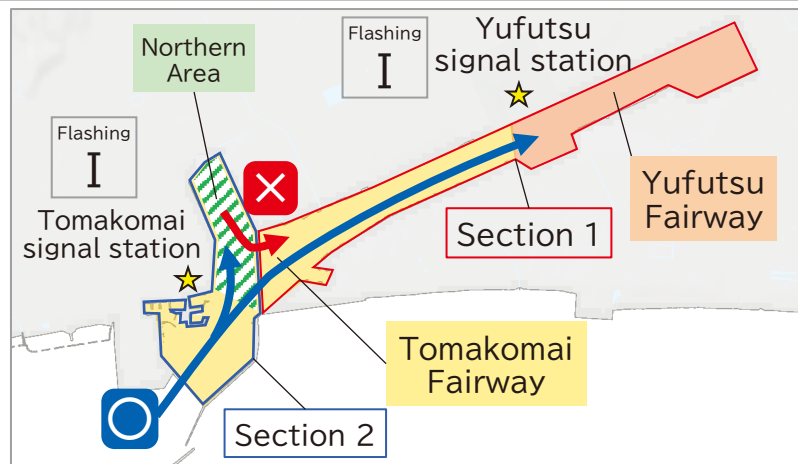 Northern
Area
Flashing
I
Yufutsu
signal station
Flashing
I
Tomakomai
signal station
Yufutsu
Fairway
Section 1
Tomakomai
Fairway
Section 2